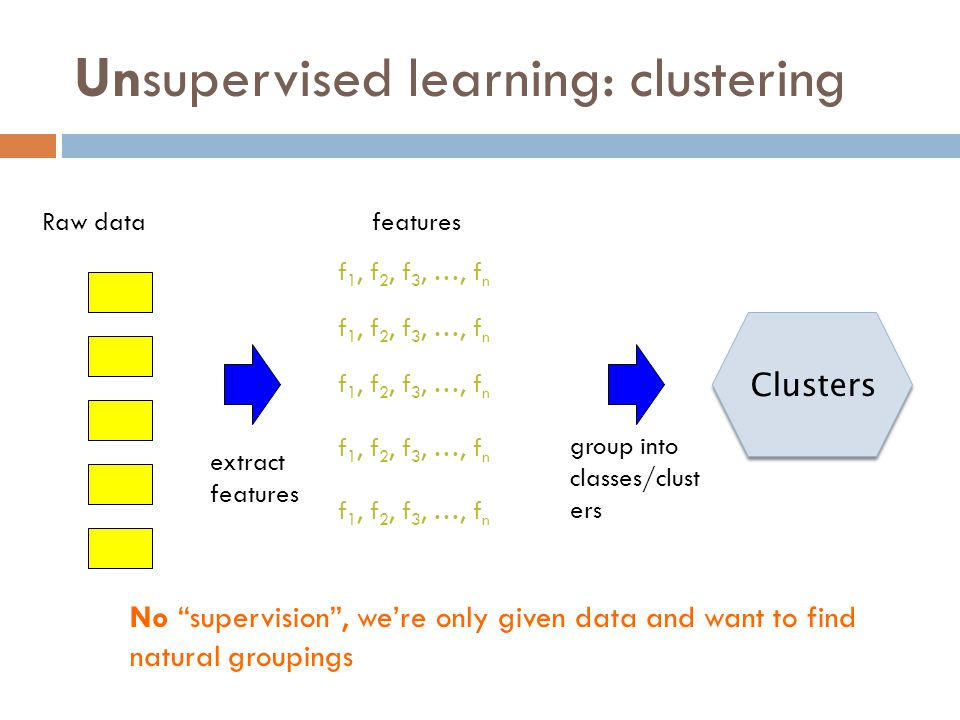 Unsupervised learning: clustering
Raw data
features
f₁, f₂, f₃, …, fₙ
f₁, f₂, f₃, …, fₙ
f₁, f₂, f₃, …, fₙ
f₁, f₂, f₃, …, fₙ
f₁, f₂, f₃, …, fₙ
extract
features
group into
classes/clust
ers
Clusters
No “supervision”, we’re only given data and want to find
natural groupings